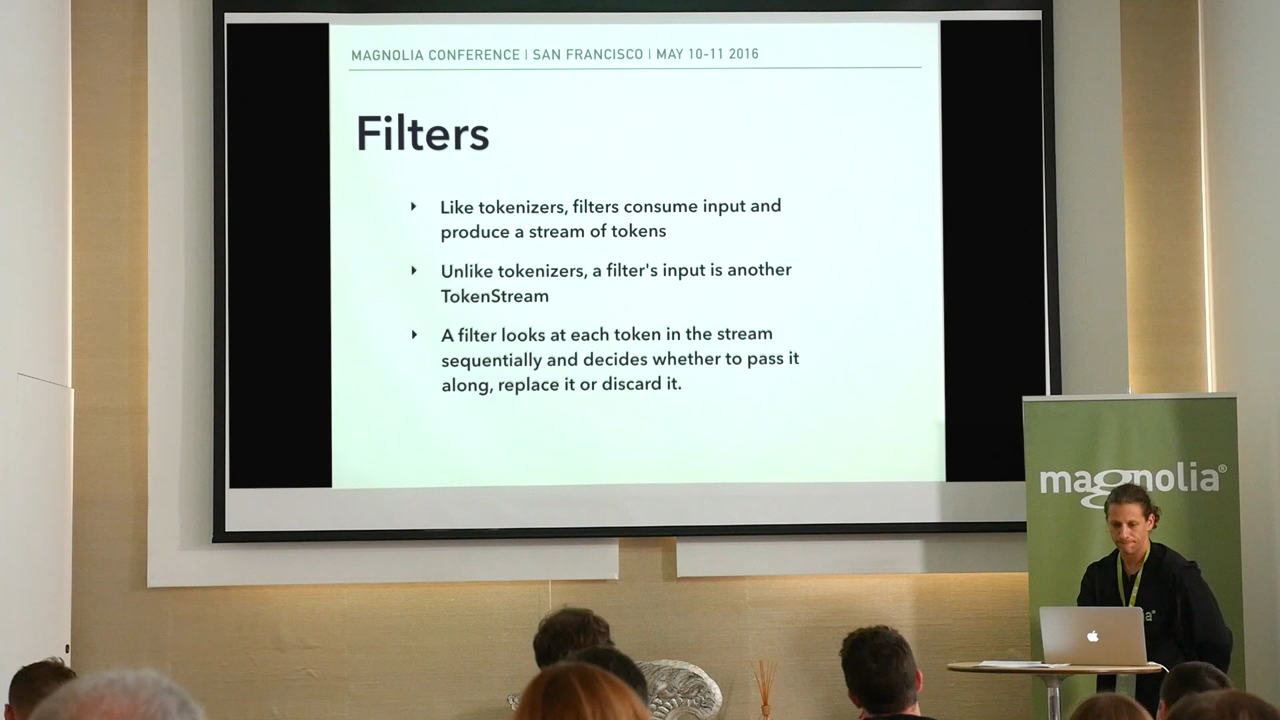 MAGNOLIA CONFERENCE | SAN FRANCISCO | MAY 10-11 2016
Filters
Like tokenizers, filters consume input and
produce a stream of tokens
Unlike tokenizers, a filter's input is another
TokenStream
A filter looks at each token in the stream
sequentially and decides whether to pass it
along, replace it or discard it.
magnolia®